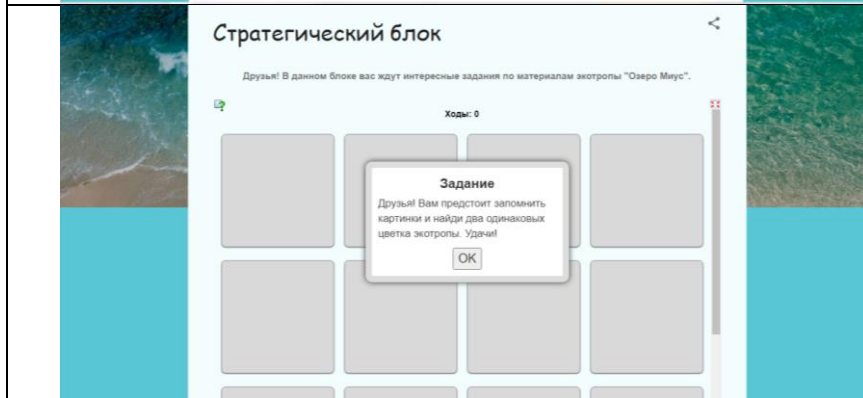 Стратегический блок
Друзья! В данном блоке вас ждут интересные задания по материалам экотропы "Озеро Миус".
Ходы: 0
Задание
Друзья! Вам предстоит запомнить
картинки и найди два одинаковых
цветка экотропы. Удачи!
OK